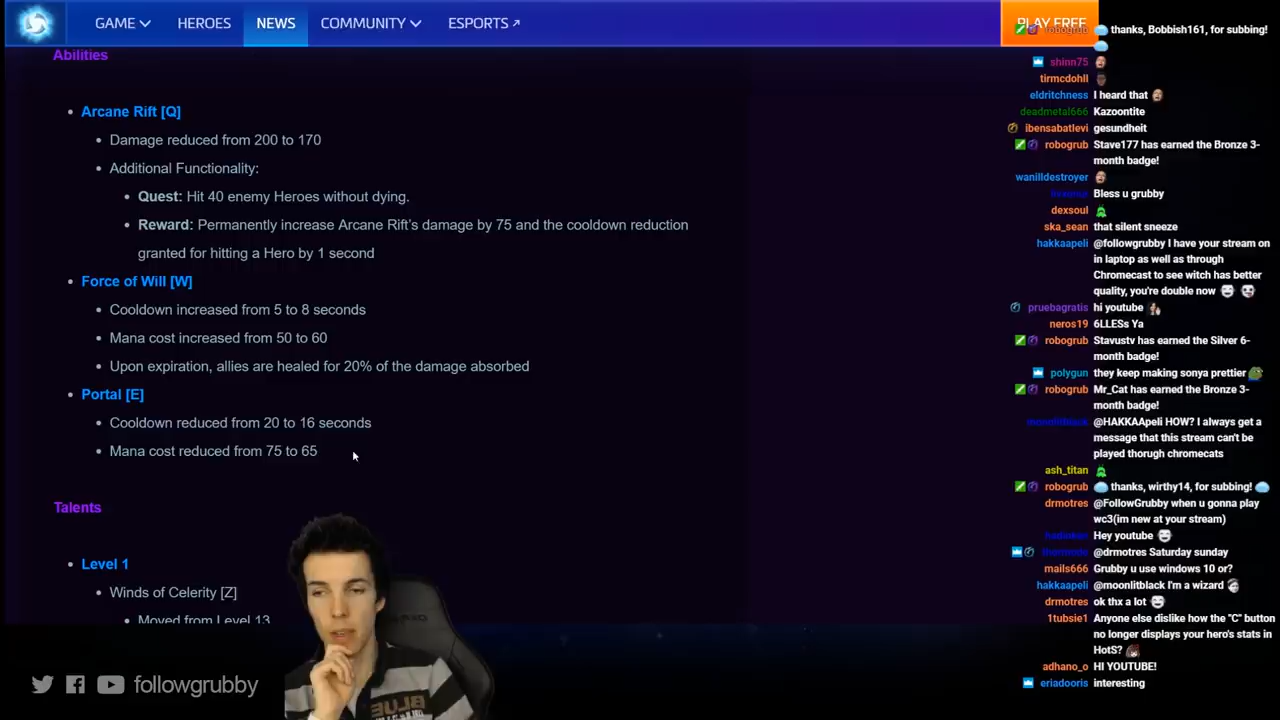 GAME
HEROES
NEWS
COMMUNITY
ESPORTS
PLAY FREE
Abilities
Arcane Rift [Q]
Damage reduced from 200 to 170
Additional Functionality:
Quest: Hit 40 enemy Heroes without dying.
Reward: Permanently increase Arcane Rift's damage by 75 and the cooldown reduction
granted for hitting a Hero by 1 second
Force of Will [W]
Cooldown increased from 5 to 8 seconds
Mana cost increased from 50 to 60
Upon expiration, allies are healed for 20% of the damage absorbed
Portal [E]
Cooldown reduced from 20 to 16 seconds
Mana cost reduced from 75 to 65
Talents
Level 1
Winds of Celerity [Z]
Moved from Level 13
followgrubby
robogrub thanks, Bobbish161, for subbing!
shinn75
tirmcdohll
eldritchness I heard that
deadmetal666 Kazoontite
ibensabatlevi gesundheit
robogrub Stave177 has earned the Bronze 3-
month badge!
wanilldestroyer
Bless u grubby
dexsoul
ska_sean that silent sneeze
hakkaapeli @followgrubby I have your stream on
in laptop as well as through
Chromecast to see witch has better
quality, you're double now
pruebagratis hi youtube
neros19 6LLESs Ya
robogrub Stavustv has earned the Silver 6-
month badge!
polygun they keep making sonya prettier
robogrub Mr_Cat has earned the Bronze 3-
month badge!
moonlitblack @HAKKAApeli HOW? I always get a
message that this stream can't be
played thorugh chromecats
ash_titan
robogrub thanks, wirthy14, for subbing!
drmotres @FollowGrubby when u gonna play
wc3(im new at your stream)
Hey youtube
@drmotres Saturday sunday
mails666 Grubby u use windows 10 or?
hakkaapeli @moonlitblack I'm a wizard
drmotres ok thx a lot
1tubsie1 Anyone else dislike how the "C" button
no longer displays your hero's stats in
HotS?
adhano_o HI YOUTUBE!
eriadooris interesting